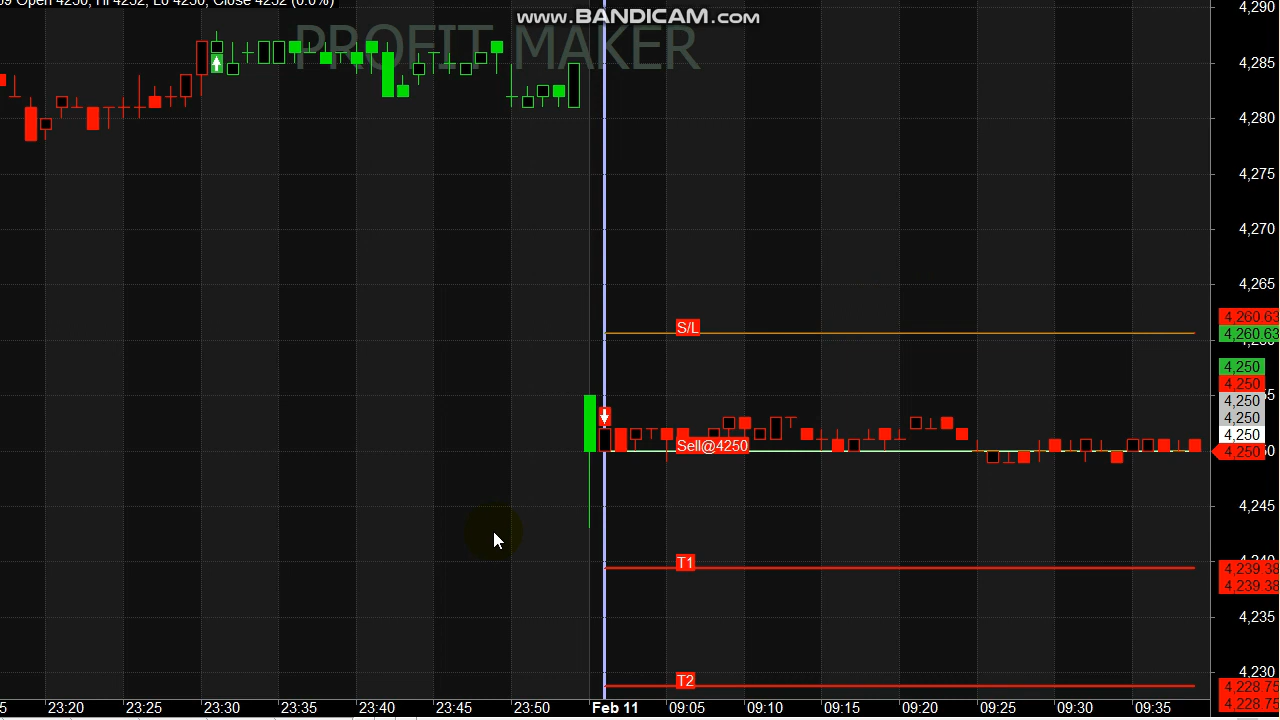 Open 4250, Hi 4252, Lo 4250, Close 4252 (0.0%)
www.BANDICAM.com
PROFIT MAKER
4,290
4,285
4,280
4,275
4,270
4,265
S/L
4,260.63
4,260.63
4,250
4,250
4,250
4,250
4,250
Sell@4250
4,250
4,245
T1
4,239.38
4,239.38
4,235
4,230
T2
4,228.75
4,228.75
23:20 23:25 23:30 23:35 23:40 23:45 23:50 Feb 11 09:05 09:10 09:15 09:20 09:25 09:30 09:35